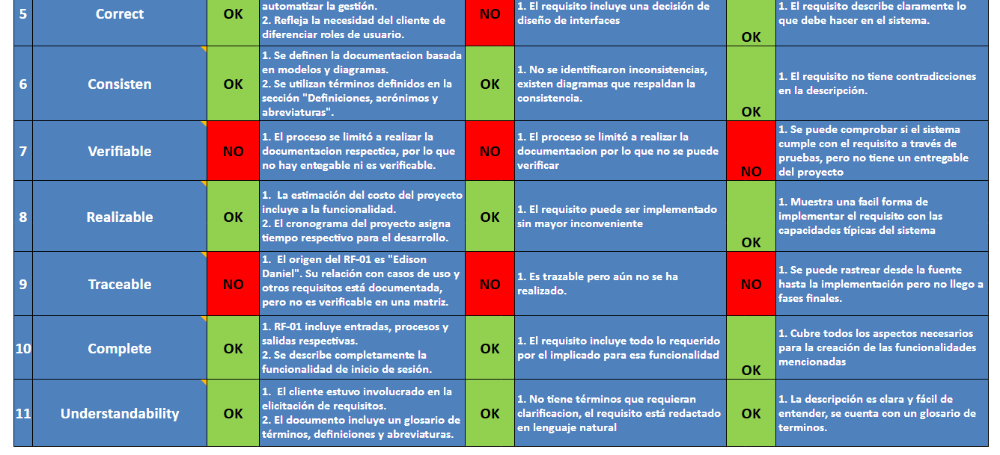 5
Correct
OK
automatizar la gestión.
2. Refleja la necesidad del cliente de
diferenciar roles de usuario.
NO
1. El requisito incluye una decisión de
diseño de interfaces
OK
1. El requisito describe claramente lo
que debe hacer en el sistema.
6
Consisten
OK
1. Se definen la documentacion basada
en modelos y diagramas.
2. Se utilizan términos definidos en la
sección "Definiciones, acrónimos y
abreviaturas".
OK
1. No se identificaron inconsistencias,
existen diagramas que respaldan la
consistencia.
OK
1. El requisito no tiene contradicciones
en la descripción.
7
Verifiable
NO
1. El proceso se limitó a realizar la
documentacion respectica, por lo que
no hay entegable ni es verificable.
NO
1. El proceso se limitó a realizar la
documentacion por lo que no se puede
verificar
NO
1. Se puede comprobar si el sistema
cumple con el requisito a través de
pruebas, pero no tiene un entregable
del proyecto
8
Realizable
OK
1. La estimación del costo del proyecto
incluye a la funcionalidad.
2. El cronograma del proyecto asigna
tiempo respectivo para el desarrollo.
OK
1. El requisito puede ser implementado
sin mayor inconveniente
OK
1. Muestra una facil forma de
implementar el requisito con las
capacidades típicas del sistema
9
Traceable
NO
1. El origen del RF-01 es "Edison
Daniel". Su relación con casos de uso y
otros requisitos está documentada,
pero no es verificable en una matriz.
NO
1. Es trazable pero aún no se ha
realizado.
NO
1. Se puede rastrear desde la fuente
hasta la implementación pero no llego a
fases finales.
10
Complete
OK
1. RF-01 incluye entradas, procesos y
salidas respectivas.
2. Se describe completamente la
funcionalidad de inicio de sesión.
OK
1. El requisito incluye todo lo requerido
por el implicado para esa funcionalidad
OK
1. Cubre todos los aspectos necesarios
para la creación de las funcionalidades
mencionadas
11
Understandability
OK
1. El cliente estuvo involucrado en la
elicitación de requisitos.
2. El documento incluye un glosario de
términos, definiciones y abreviaturas.
OK
1. No tiene términos que requieran
clarificacion, el requisito está redactado
en lenguaje natural
OK
1. La descripción es clara y fácil de
entender, se cuenta con un glosario de
terminos.